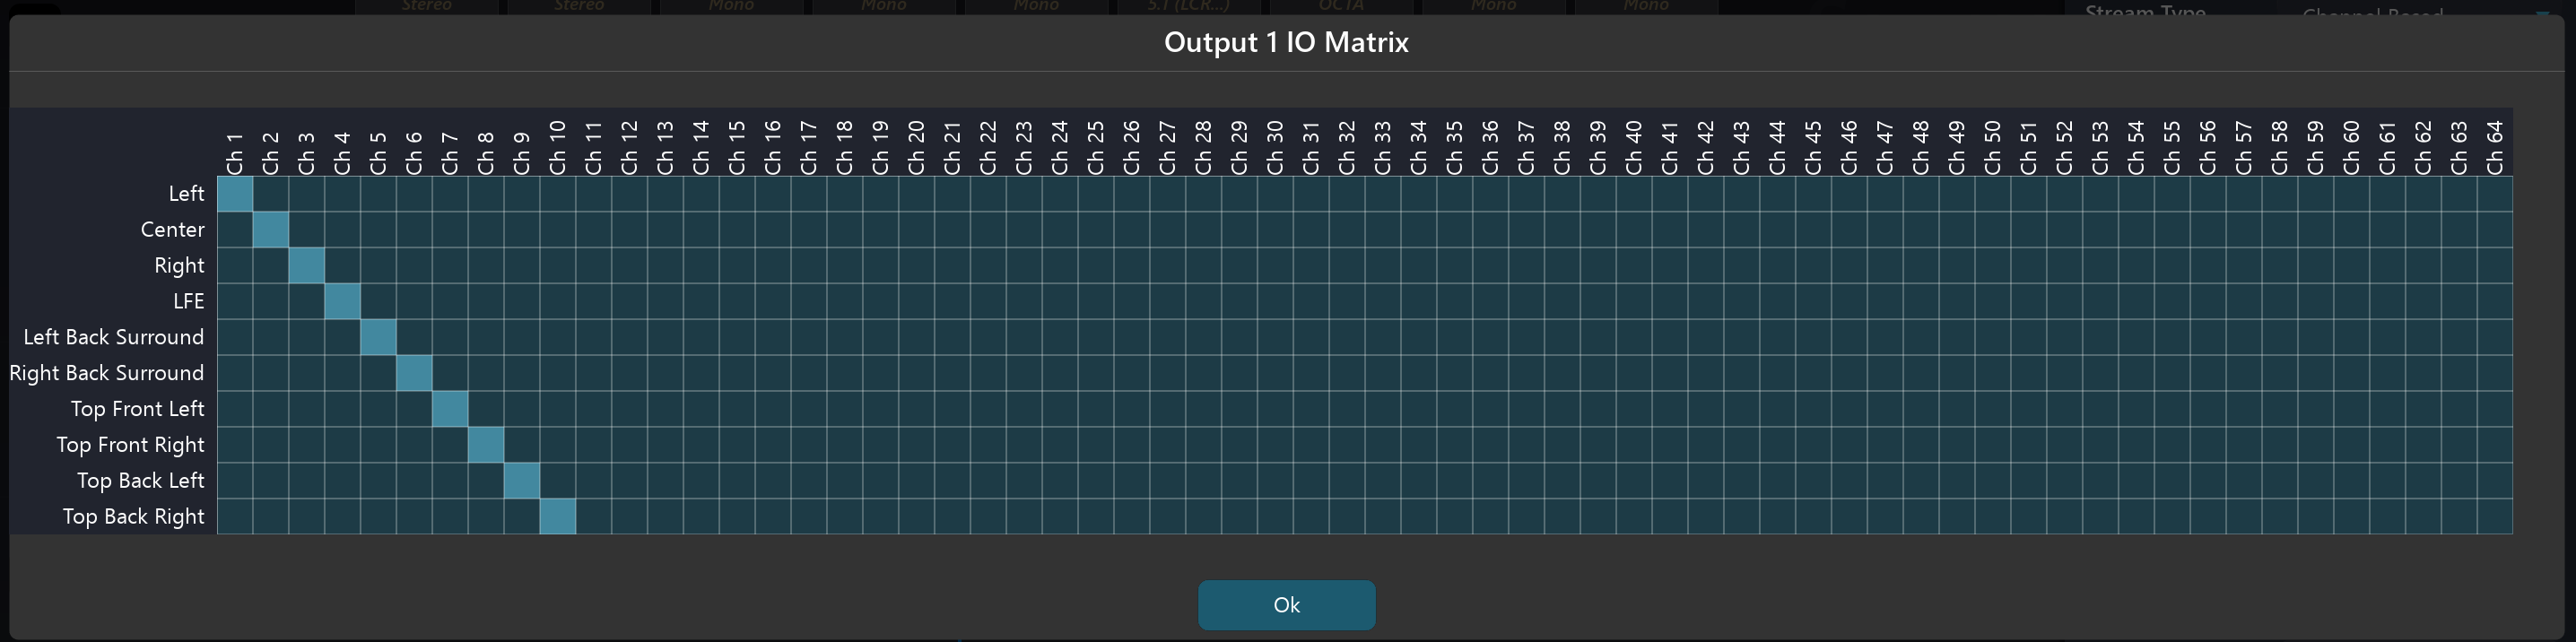 Stereo Stereo Mono Mono Mono 5.1 (LCR...) OCTA Mono Mono
Stream Type Channel Based
Output 1 IO Matrix
Ch 1 Ch 2 Ch 3 Ch 4 Ch 5 Ch 6 Ch 7 Ch 8 Ch 9 Ch 10 Ch 11 Ch 12 Ch 13 Ch 14 Ch 15 Ch 16 Ch 17 Ch 18 Ch 19 Ch 20 Ch 21 Ch 22 Ch 23 Ch 24 Ch 25 Ch 26 Ch 27 Ch 28 Ch 29 Ch 30 Ch 31 Ch 32 Ch 33 Ch 34 Ch 35 Ch 36 Ch 37 Ch 38 Ch 39 Ch 40 Ch 41 Ch 42 Ch 43 Ch 44 Ch 45 Ch 46 Ch 47 Ch 48 Ch 49 Ch 50 Ch 51 Ch 52 Ch 53 Ch 54 Ch 55 Ch 56 Ch 57 Ch 58 Ch 59 Ch 60 Ch 61 Ch 62 Ch 63 Ch 64
Left
Center
Right
LFE
Left Back Surround
Right Back Surround
Top Front Left
Top Front Right
Top Back Left
Top Back Right
Ok